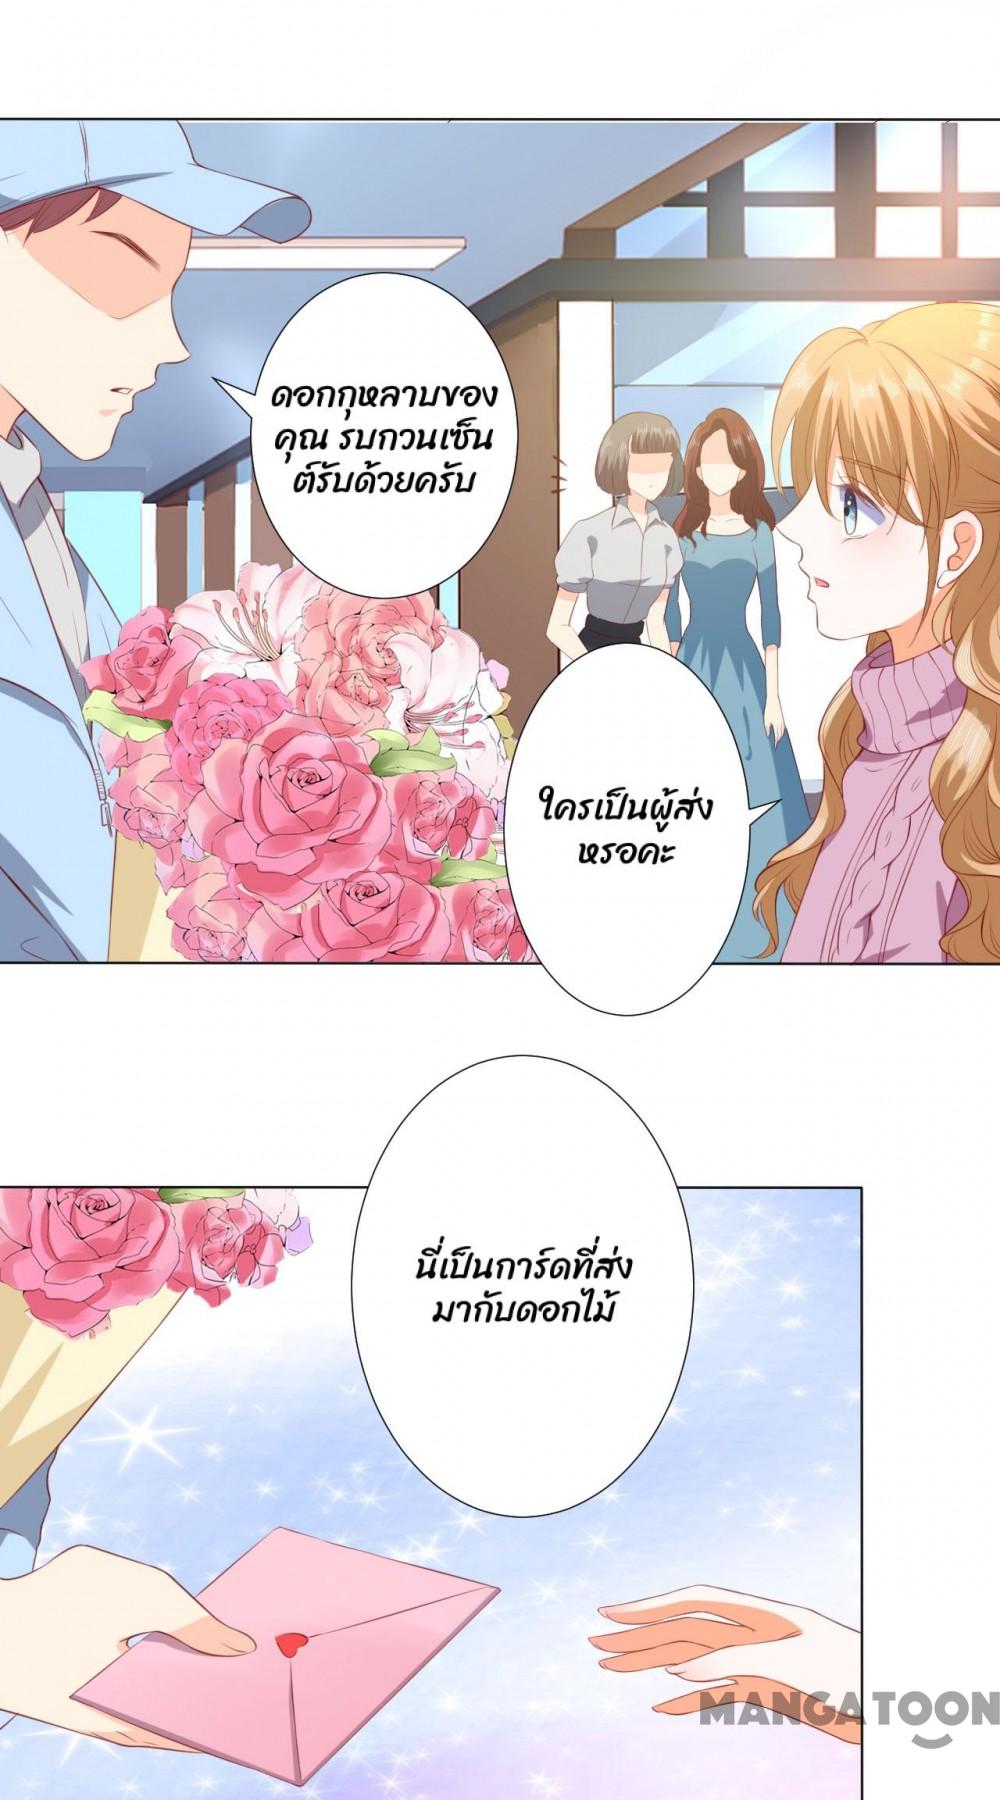 ดอกกุหลาบของ
คุณ รบกวนเซ็น
ต์รับด้วยครับ
ใครเป็นผู้ส่ง
หรอคะ
นี่เป็นการ์ดที่ส่ง
มากับดอกไม้
MANGATOON